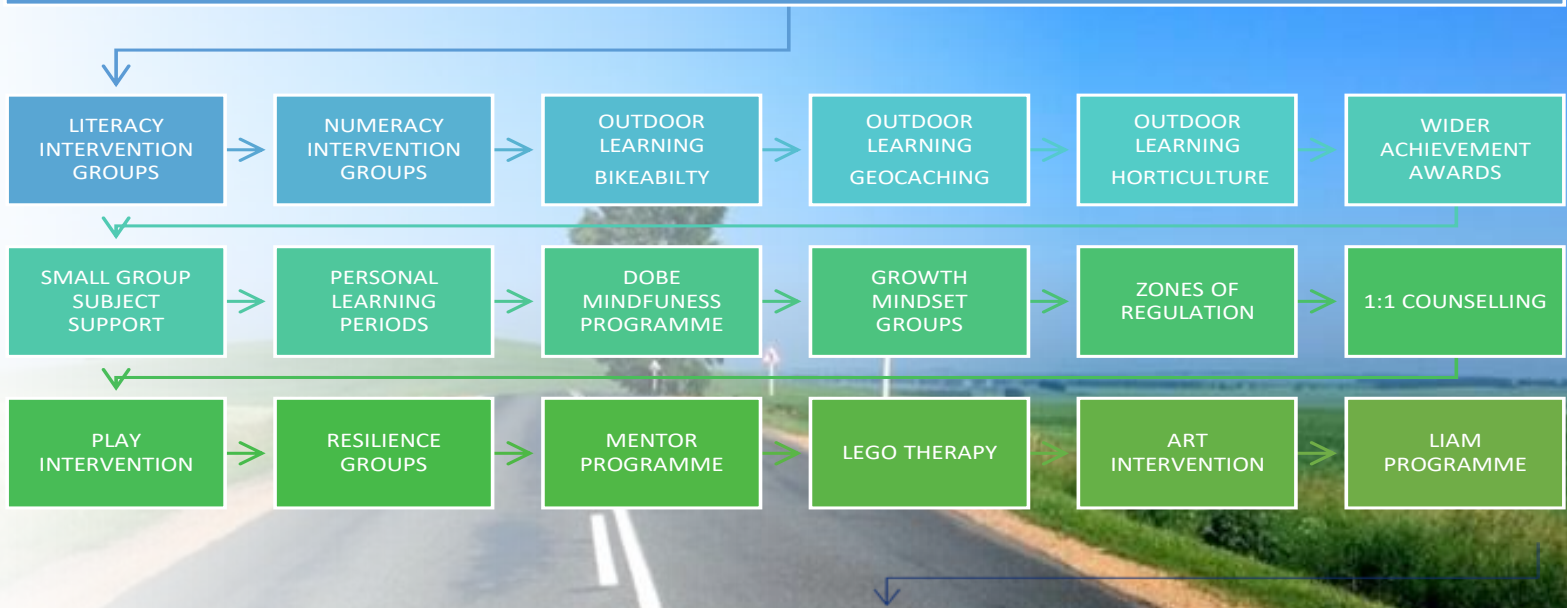 LITERACY
INTERVENTION
GROUPS
NUMERACY
INTERVENTION
GROUPS
OUTDOOR
LEARNING
BIKEABILTY
OUTDOOR
LEARNING
GEOCACHING
OUTDOOR
LEARNING
HORTICULTURE
WIDER
ACHIEVEMENT
AWARDS
SMALL GROUP
SUBJECT
SUPPORT
PERSONAL
LEARNING
PERIODS
DOBE
MINDFUNESS
PROGRAMME
GROWTH
MINDSET
GROUPS
ZONES OF
REGULATION
1:1 COUNSELLING
PLAY
INTERVENTION
RESILIENCE
GROUPS
MENTOR
PROGRAMME
LEGO THERAPY
ART
INTERVENTION
LIAM
PROGRAMME